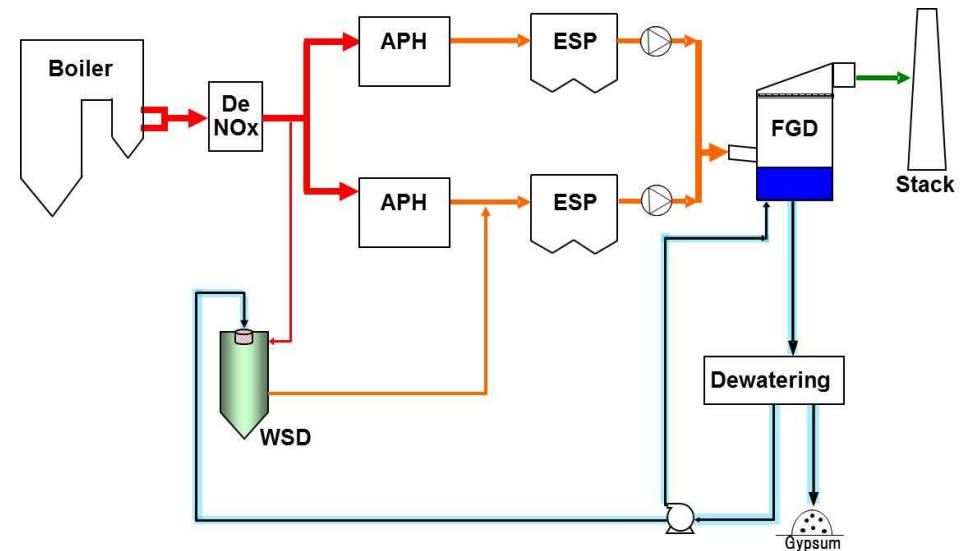 Boiler
De
NOx
APH
ESP
APH
ESP
FGD
Stack
WSD
Dewatering
Gypsum